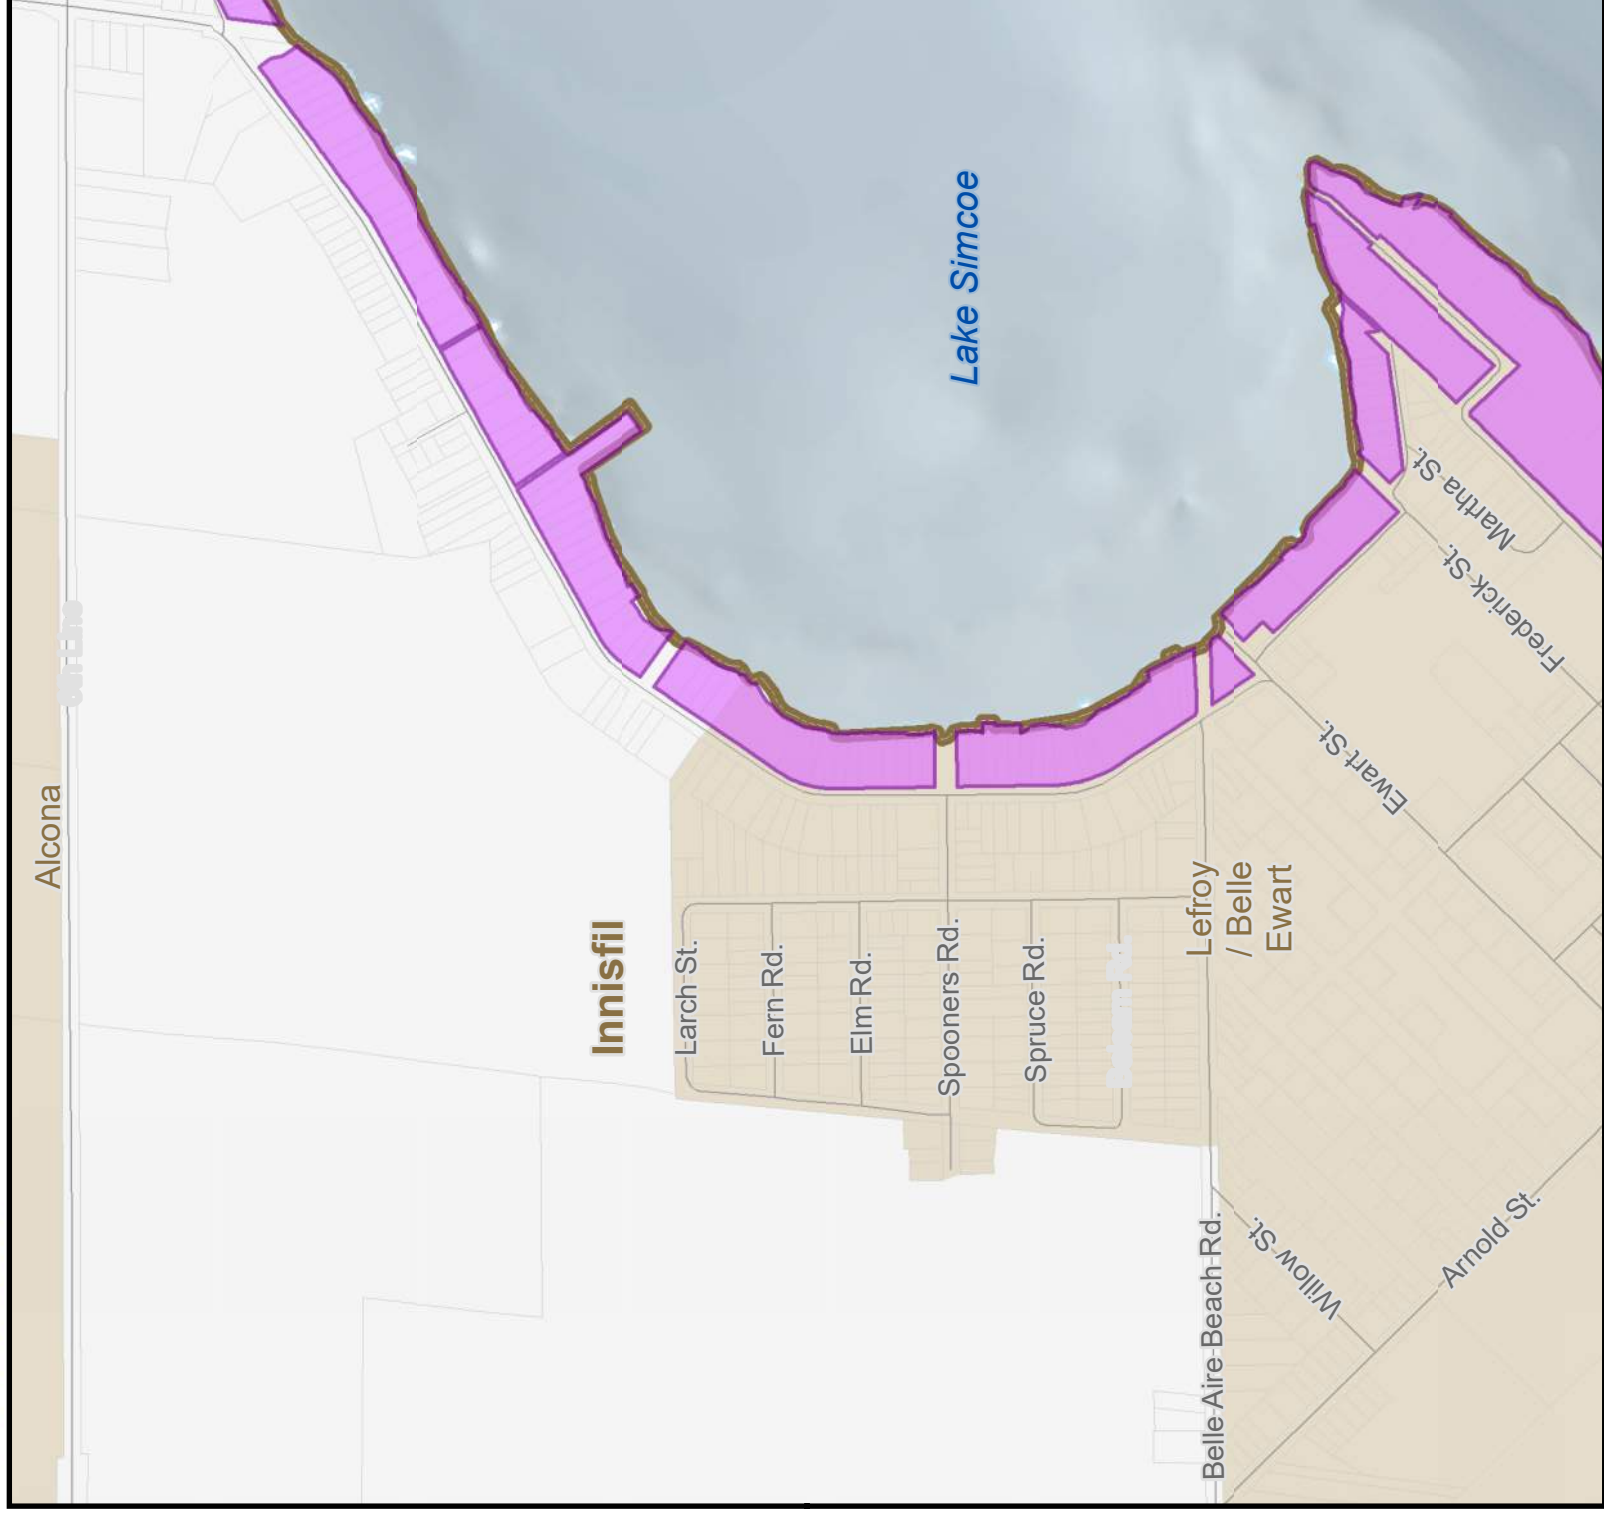 Alcona
Innisfil
Lake Simcoe
Larch St.
Fern Rd.
Elm Rd.
Spooners Rd.
Spruce Rd.
Lefroy
/ Belle
Ewart
Belle Aire Beach Rd.
Willow St.
Arnold St.
Ewart St.
Frederick St.
Martha St.